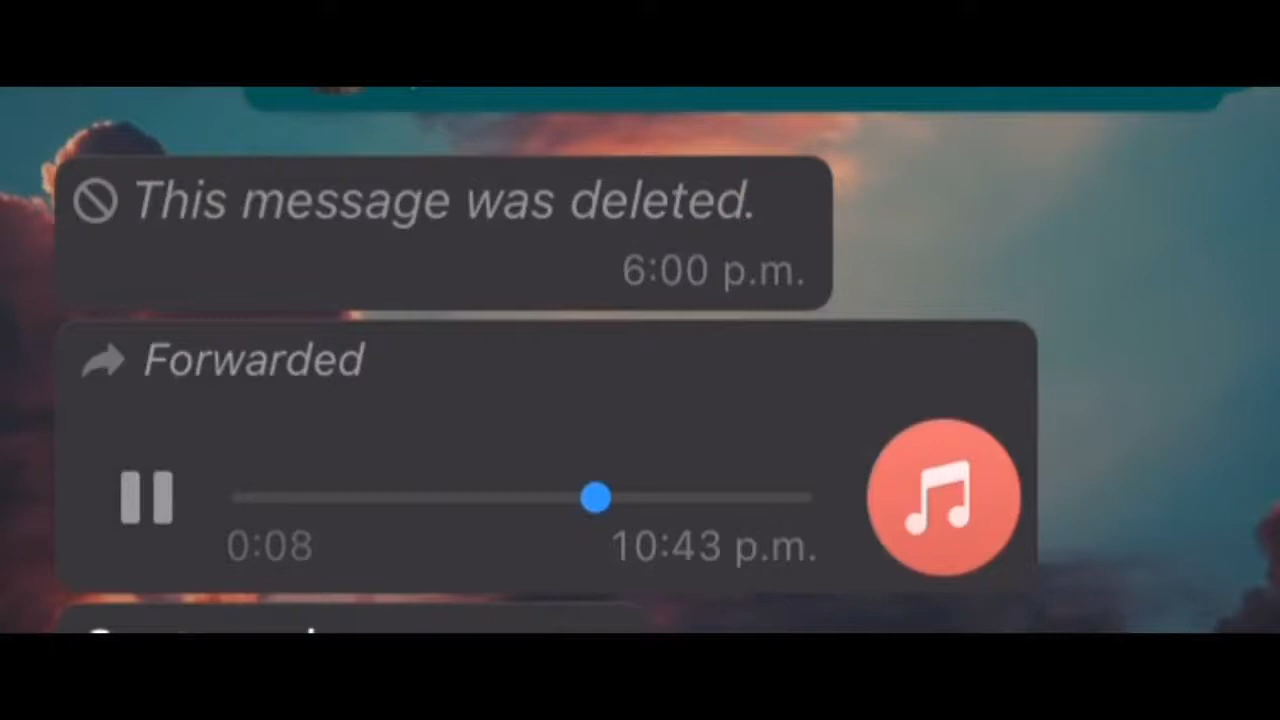 This message was deleted.
6:00 p.m.
Forwarded
0:08
10:43 p.m.